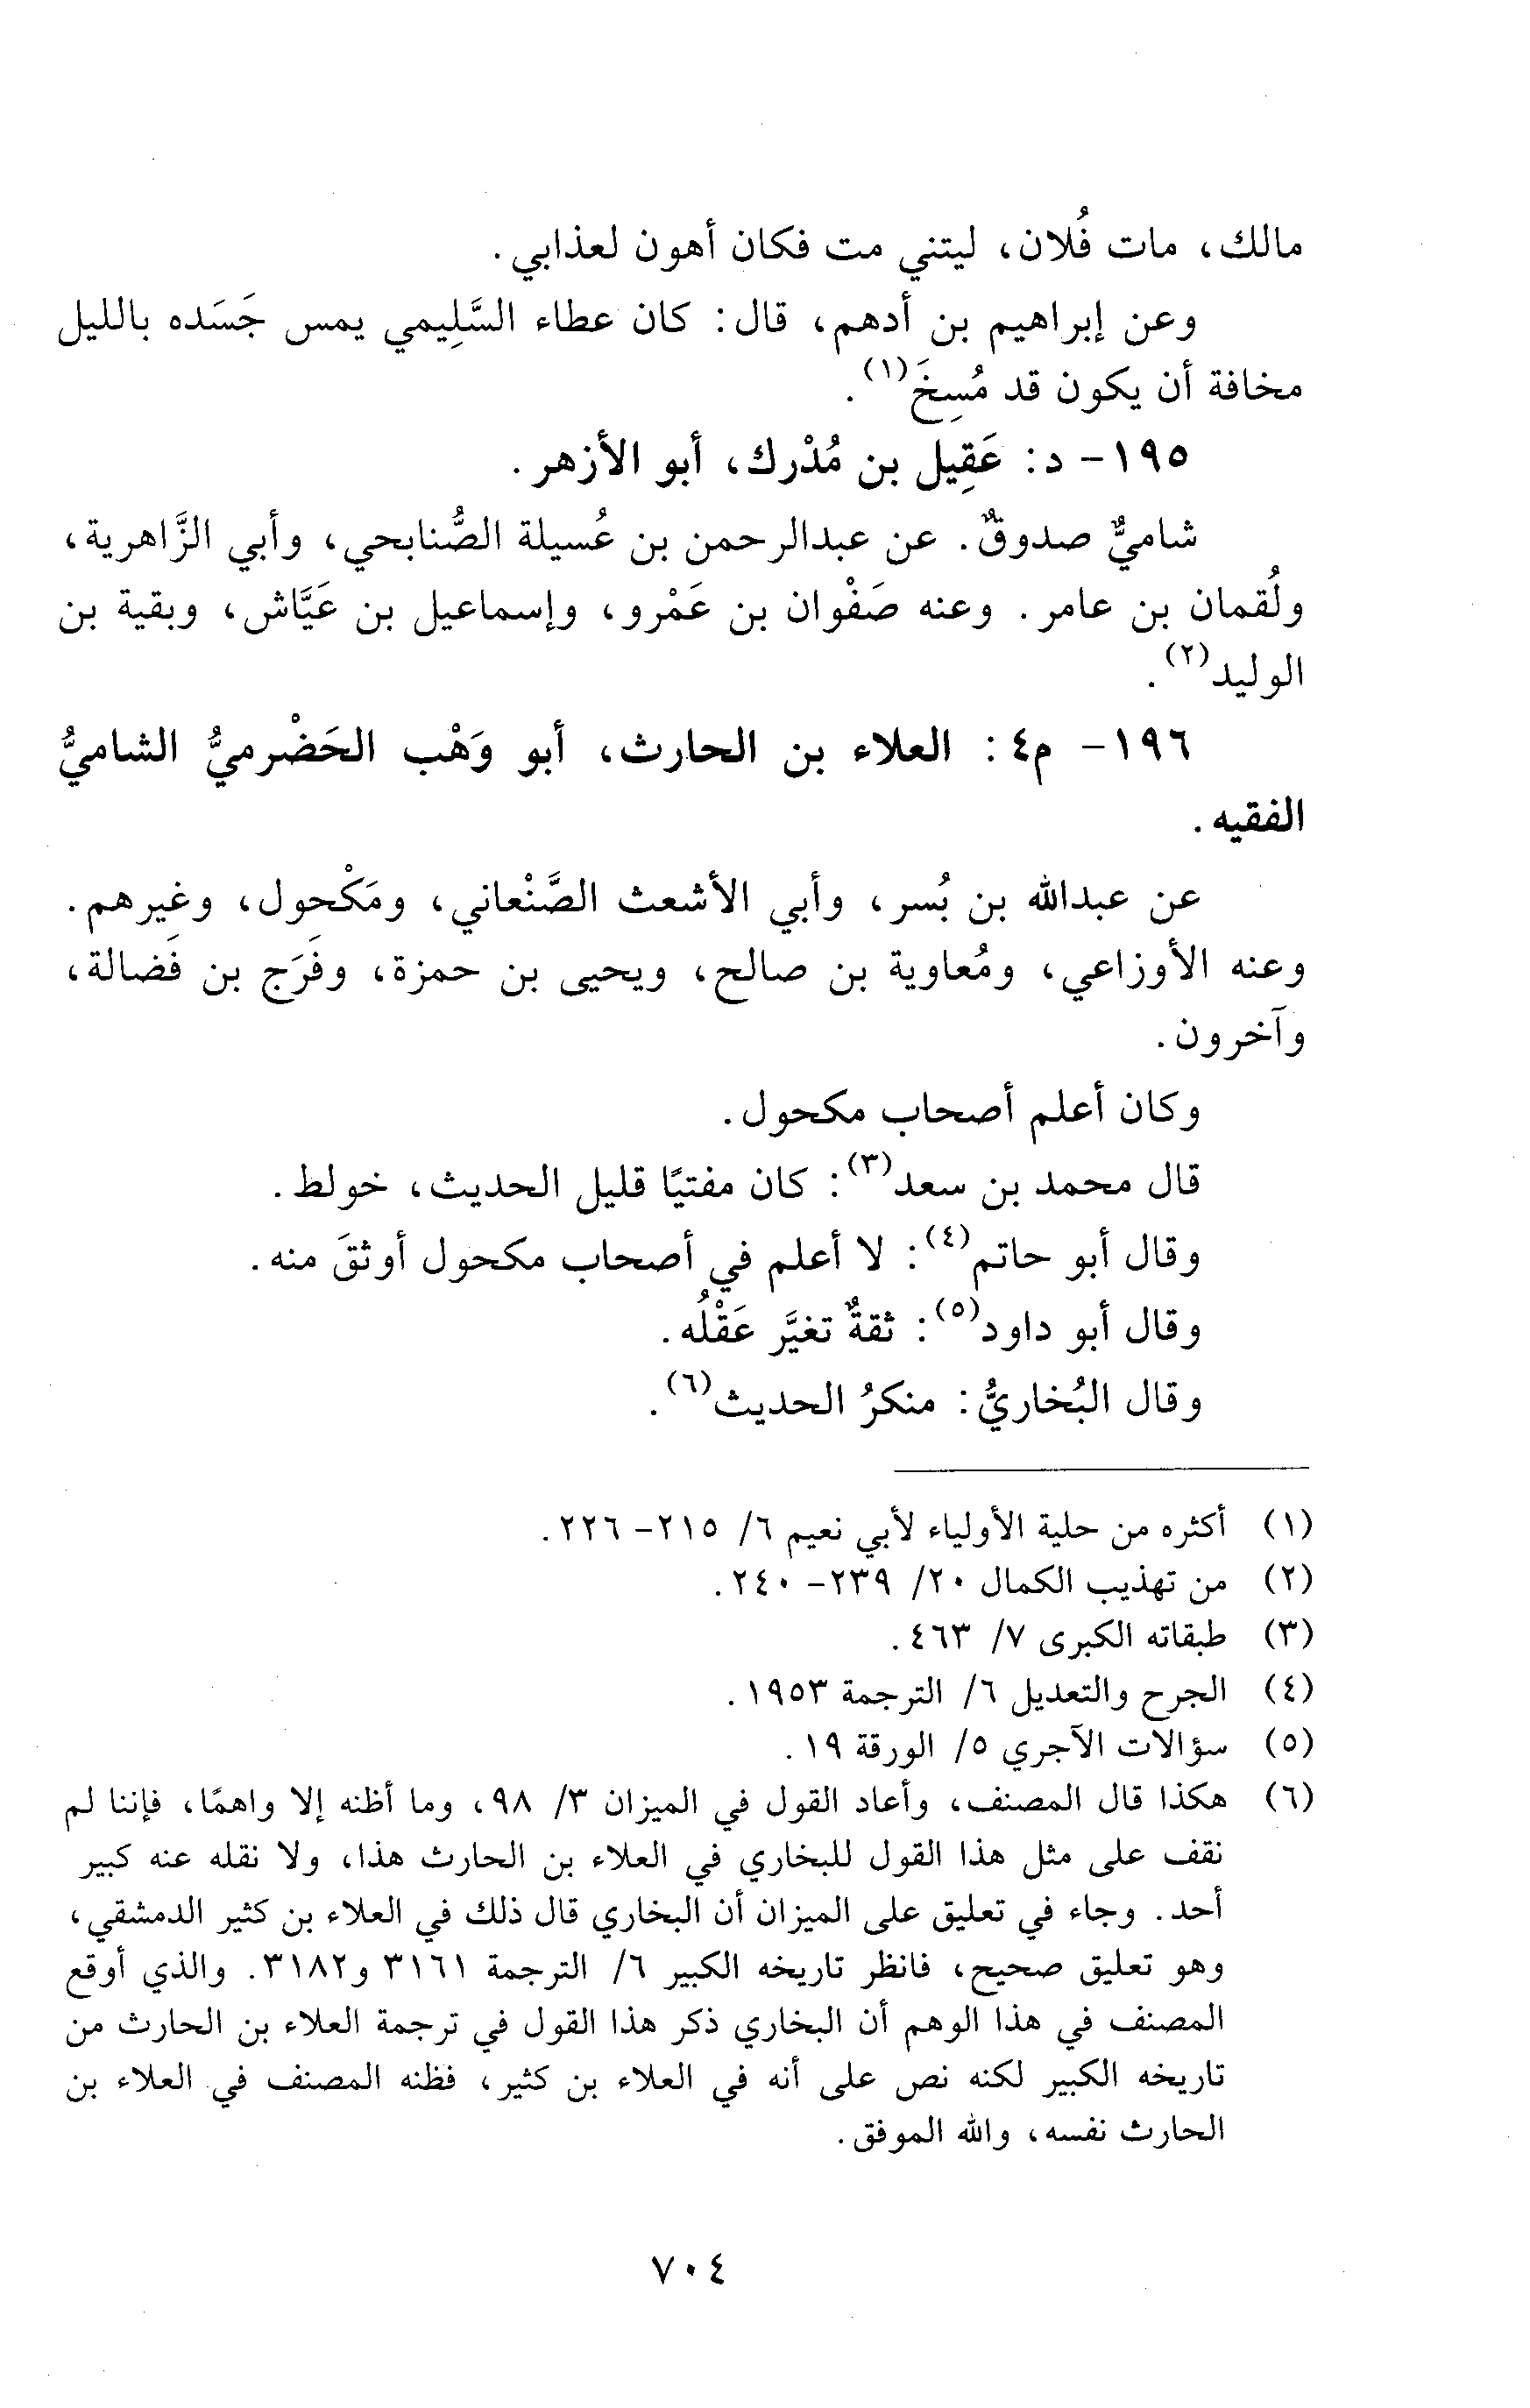 مالك، مات فُلان، ليتني مت فكان أهون لعذابي.
وعن إبراهيم بن أدهم، قال: كان عطاء السَّلِيمي يمس جَسَده بالليل
مخافة أن يكون قد مُسِخَ(١).
١٩٥- د: عَقِيل بن مُدْرك، أبو الأزهر.
شاميٌّ صدوقٌ. عن عبدالرحمن بن عُسيلة الصُّنابحي، وأبي الزَّاهرية،
ولُقمان بن عامر. وعنه صَفْوان بن عَمْرو، وإسماعيل بن عَيَّاش، وبقية بن
الوليد(٢).
١٩٦- م٤: العلاء بن الحارث، أبو وَهْب الحَضْرميُّ الشاميُّ
الفقيه.
عن عبدالله بن بُسر، وأبي الأشعث الصَّنْعاني، ومَكْحول، وغيرهم.
وعنه الأوزاعي، ومُعاوية بن صالح، ويحيى بن حمزة، وفَرَج بن فَضالة،
وآخرون.
وكان أعلم أصحاب مكحول.
قال محمد بن سعد(٣): كان مفتيًا قليل الحديث، خولط.
وقال أبو حاتم(٤): لا أعلم في أصحاب مكحول أوثقَ منه.
وقال أبو داود(٥): ثقةٌ تغيَّر عَقْلُه.
وقال البُخاريُّ: منكرُ الحديث(٦).
(١) أكثره من حلية الأولياء لأبي نعيم ٦/ ٢١٥- ٢٢٦.
(٢) من تهذيب الكمال ٢٠/ ٢٣٩- ٢٤٠.
(٣) طبقاته الكبرى ٧/ ٤٦٣.
(٤) الجرح والتعديل ٦/ الترجمة ١٩٥٣.
(٥) سؤالات الآجري ٥/ الورقة ١٩.
(٦) هكذا قال المصنف، وأعاد القول في الميزان ٣/ ٩٨، وما أظنه إلا واهمًا، فإننا لم
نقف على مثل هذا القول للبخاري في العلاء بن الحارث هذا، ولا نقله عنه كبير
أحد. وجاء في تعليق على الميزان أن البخاري قال ذلك في العلاء بن كثير الدمشقي،
وهو تعليق صحيح، فانظر تاريخه الكبير ٦/ الترجمة ٣١٦١ و٣١٨٢. والذي أوقع
المصنف في هذا الوهم أن البخاري ذكر هذا القول في ترجمة العلاء بن الحارث من
تاريخه الكبير لكنه نص على أنه في العلاء بن كثير، فظنه المصنف في العلاء بن
الحارث نفسه، والله الموفق.
٧٠٤